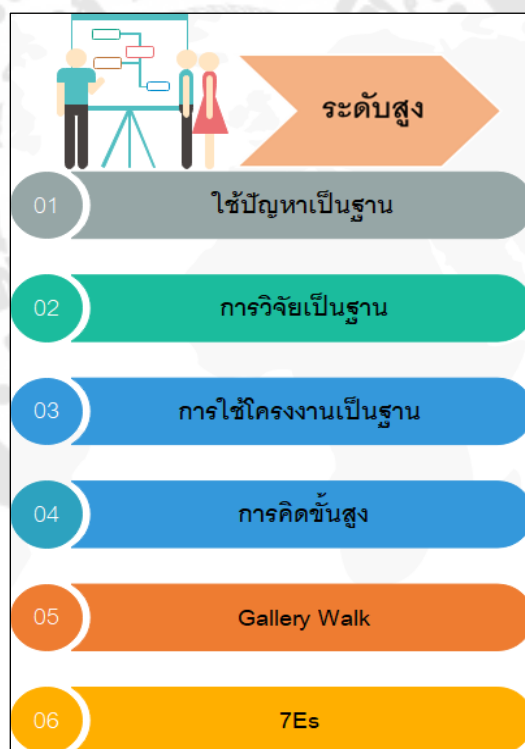 ระดับสูง
01
ใช้ปัญหาเป็นฐาน
02
การวิจัยเป็นฐาน
03
การใช้โครงงานเป็นฐาน
04
การคิดขั้นสูง
05
Gallery Walk
06
7Es